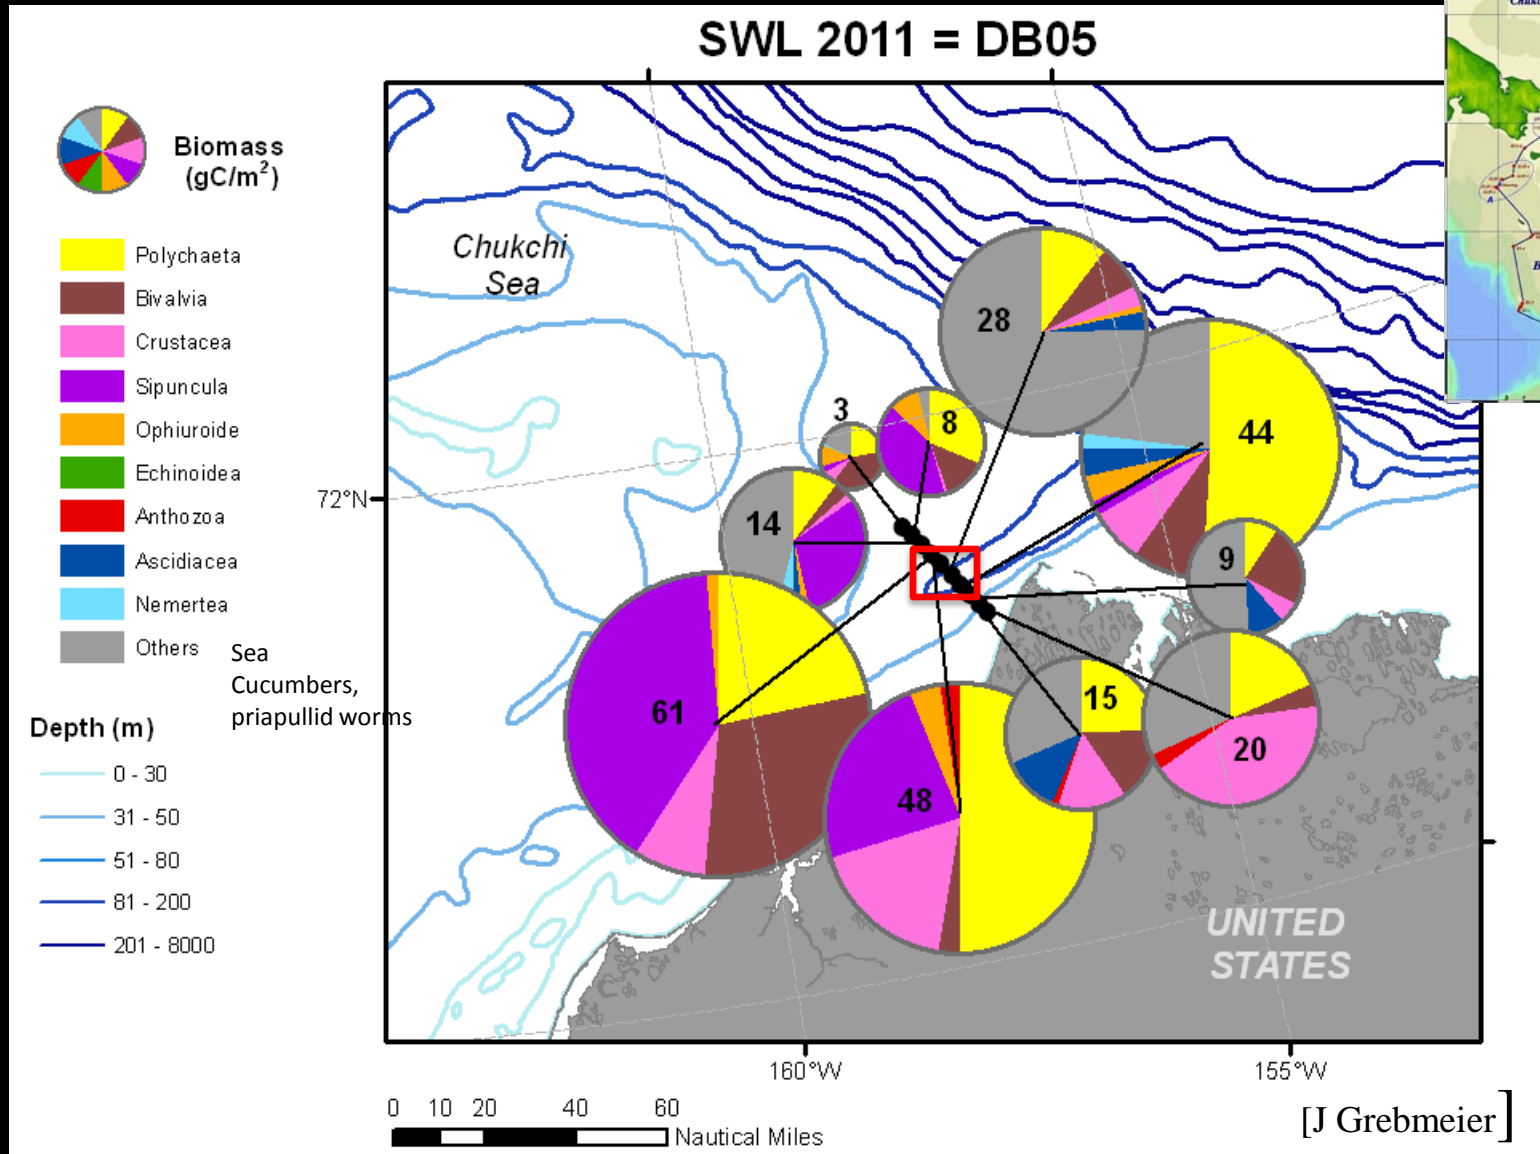 SWL 2011 = DB05
Biomass
(gC/m²)
Polychaeta
Bivalvia
Crustacea
Sipuncula
Ophiuroide
Echinoidea
Anthozoa
Ascidiacea
Nemertea
Others
Sea
Cucumbers,
priapullid worms
Depth (m)
0 - 30
31 - 50
51 - 80
81 - 200
201 - 8000
Chukchi
Sea
28
44
3
8
14
9
61
48
15
20
72°N
UNITED
STATES
160°W
155°W
0 10 20 40 60
Nautical Miles
[J Grebmeier]